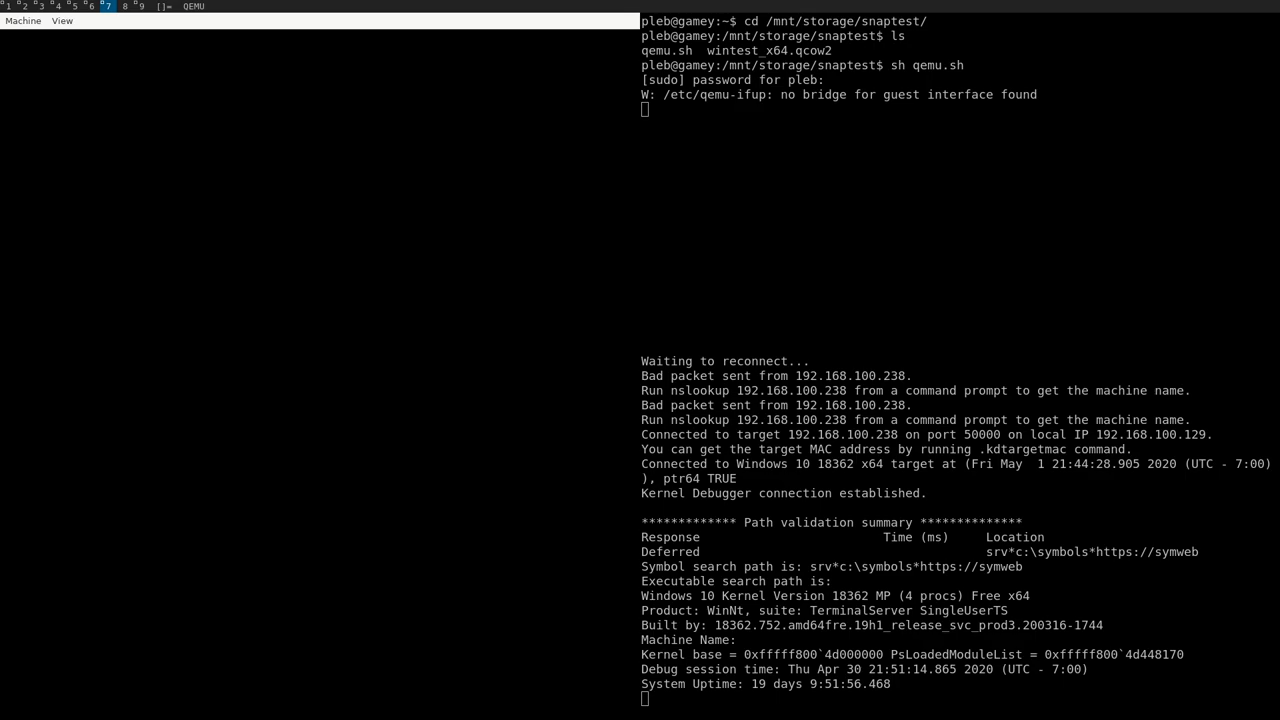 1 2 3 4 5 6 7 8 9 []= QEMU
Machine View
pleb@gamey:~$ cd /mnt/storage/snaptest/
pleb@gamey:/mnt/storage/snaptest$ ls
qemu.sh  wintest_x64.qcow2
pleb@gamey:/mnt/storage/snaptest$ sh qemu.sh
[sudo] password for pleb:
W: /etc/qemu-ifup: no bridge for guest interface found
Waiting to reconnect...
Bad packet sent from 192.168.100.238.
Run nslookup 192.168.100.238 from a command prompt to get the machine name.
Bad packet sent from 192.168.100.238.
Run nslookup 192.168.100.238 from a command prompt to get the machine name.
Connected to target 192.168.100.238 on port 50000 on local IP 192.168.100.129.
You can get the target MAC address by running .kdtargetmac command.
Connected to Windows 10 18362 x64 target at (Fri May  1 21:44:28.905 2020 (UTC - 7:00)
), ptr64 TRUE
Kernel Debugger connection established.
************* Path validation summary **************
Response                         Time (ms)     Location
Deferred                                       srv*c:\symbols*https://symweb
Symbol search path is: srv*c:\symbols*https://symweb
Executable search path is:
Windows 10 Kernel Version 18362 MP (4 procs) Free x64
Product: WinNt, suite: TerminalServer SingleUserTS
Built by: 18362.752.amd64fre.19h1_release_svc_prod3.200316-1744
Machine Name:
Kernel base = 0xfffff800`4d000000 PsLoadedModuleList = 0xfffff800`4d448170
Debug session time: Thu Apr 30 21:51:14.865 2020 (UTC - 7:00)
System Uptime: 19 days 9:51:56.468